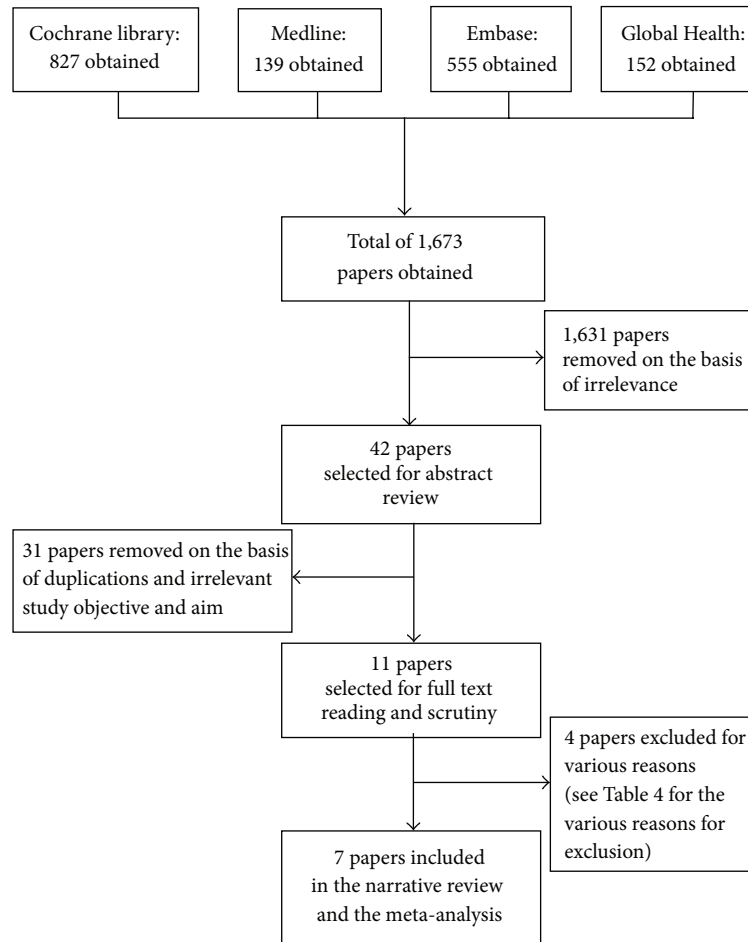 Cochrane library:
827 obtained
Medline:
139 obtained
Embase:
555 obtained
Global Health:
152 obtained
Total of 1,673
papers obtained
1,631 papers
removed on the basis
of irrelevance
42 papers
selected for abstract
review
31 papers removed on the basis
of duplications and irrelevant
study objective and aim
11 papers
selected for full text
reading and scrutiny
4 papers excluded for
various reasons
(see Table 4 for the
various reasons for
exclusion)
7 papers included
in the narrative review
and the meta-analysis